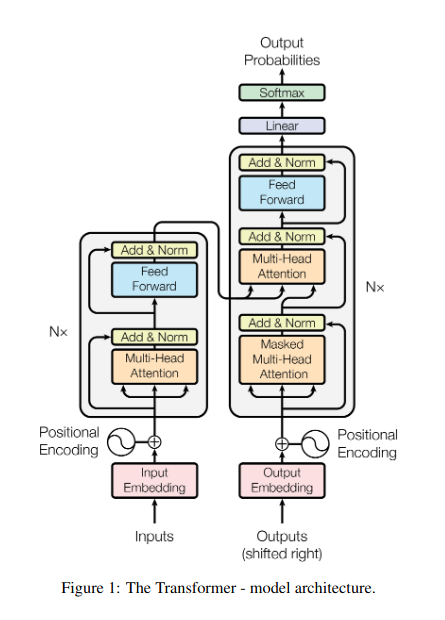 Output
Probabilities
Softmax
Linear
Add & Norm
Feed
Forward
Add & Norm
Multi-Head
Attention
Add & Norm
Masked
Multi-Head
Attention
N×
Add & Norm
Feed
Forward
Add & Norm
Multi-Head
Attention
N×
Positional
Encoding
Positional
Encoding
Input
Embedding
Output
Embedding
Inputs
Outputs
(shifted right)
Figure 1: The Transformer - model architecture.